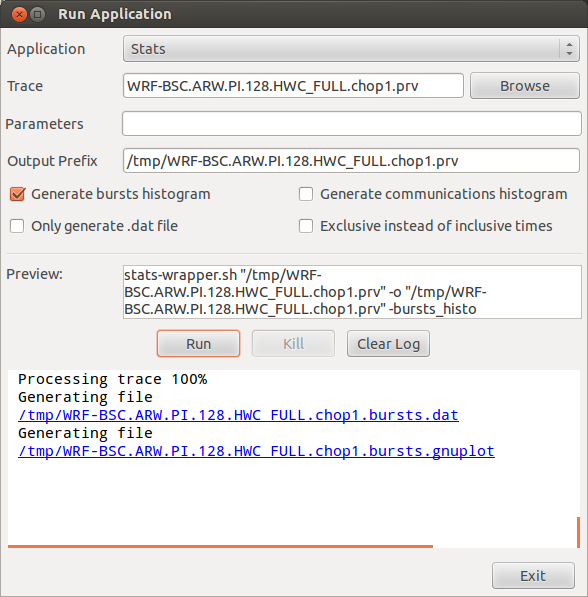 Run Application
Application Stats
Trace WRF-BSC.ARW.PI.128.HWC_FULL.chop1.prv Browse
Parameters
Output Prefix /tmp/WRF-BSC.ARW.PI.128.HWC_FULL.chop1.prv
Generate bursts histogram Generate communications histogram
Only generate .dat file Exclusive instead of inclusive times
Preview: stats-wrapper.sh "/tmp/WRF-
BSC.ARW.PI.128.HWC_FULL.chop1.prv" -o "/tmp/WRF-
BSC.ARW.PI.128.HWC_FULL.chop1.prv" -bursts_histo
Run Kill Clear Log
Processing trace 100%
Generating file
/tmp/WRF-BSC.ARW.PI.128.HWC_FULL.chop1.bursts.dat
Generating file
/tmp/WRF-BSC.ARW.PI.128.HWC_FULL.chop1.bursts.gnuplot
Exit